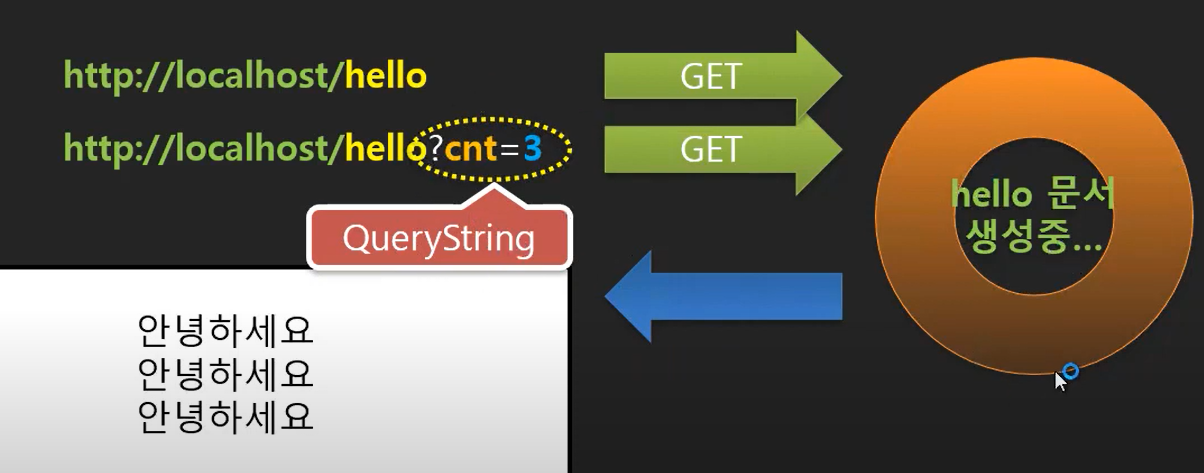 http://localhost/hello
GET
http://localhost/hello?cnt=3
GET
QueryString
hello 문서
생성중...
안녕하세요
안녕하세요
안녕하세요